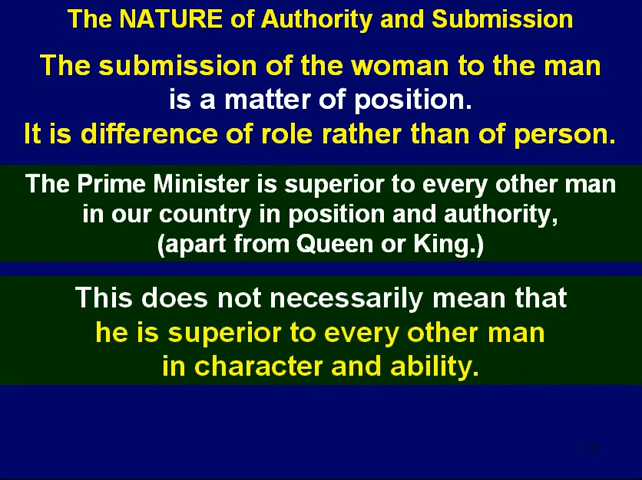 The NATURE of Authority and Submission
The submission of the woman to the man
is a matter of position.
It is difference of role rather than of person.
The Prime Minister is superior to every other man
in our country in position and authority,
(apart from Queen or King.)
This does not necessarily mean that
he is superior to every other man
in character and ability.